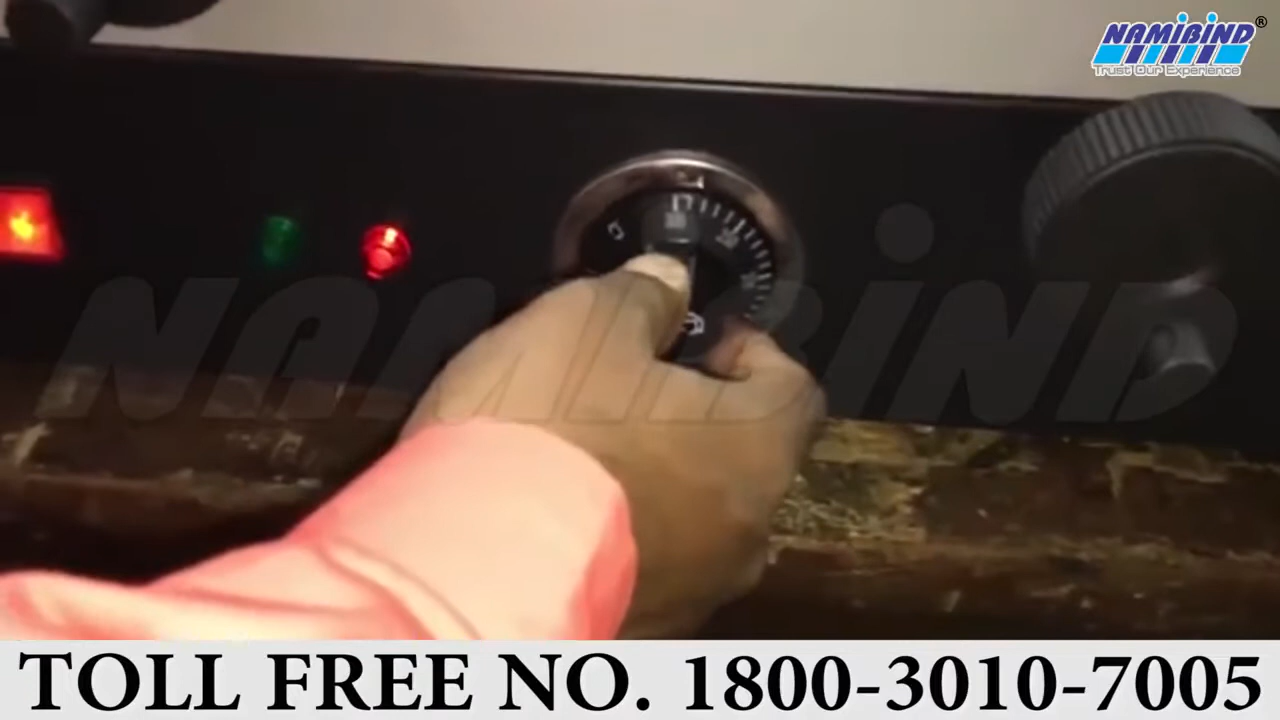 NAMIBIND®
Trust Our Experience
NAMIBIND
TOLL FREE NO. 1800-3010-7005